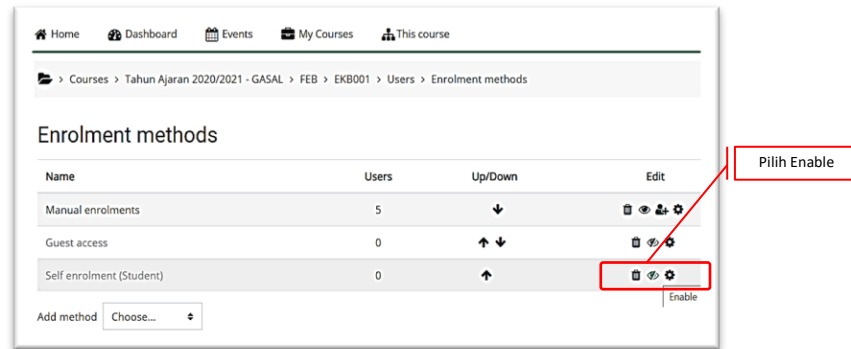 Home Dashboard Events My Courses This course
> Courses > Tahun Ajaran 2020/2021 - GASAL > FEB > EKB001 > Users > Enrolment methods
Enrolment methods
Pilih Enable
Name Users Up/Down Edit
Manual enrolments 5
Guest access 0
Self enrolment (Student) 0
Enable
Add method Choose...